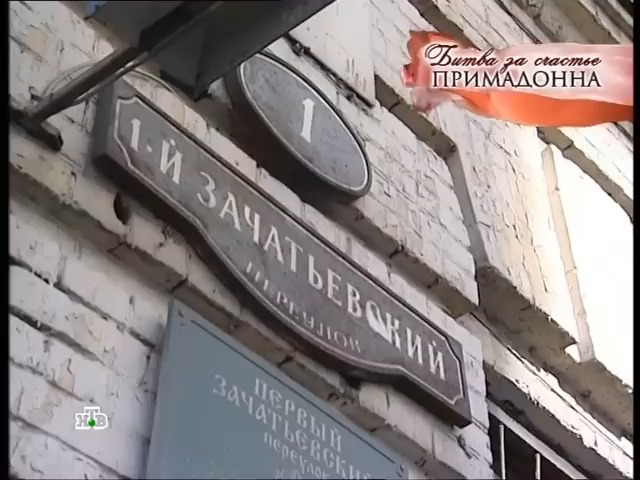 Битва за счастье
ПРИМАДОННА
1
1-Й ЗАЧАТЬЕВСКИЙ
ПЕРЕУЛОК
ПЕРВЫЙ
ЗАЧАТЬЕВСКИЙ
переулок
НТВ